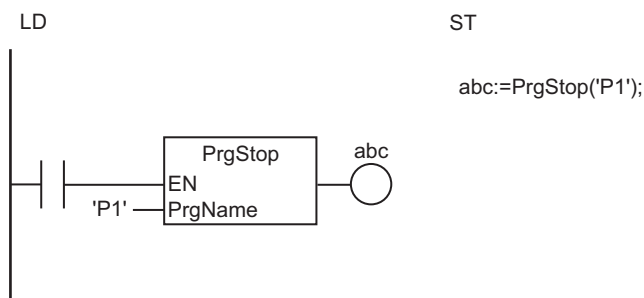 LD
ST
abc:=PrgStop('P1');
PrgStop
abc
EN
'P1'
PrgName